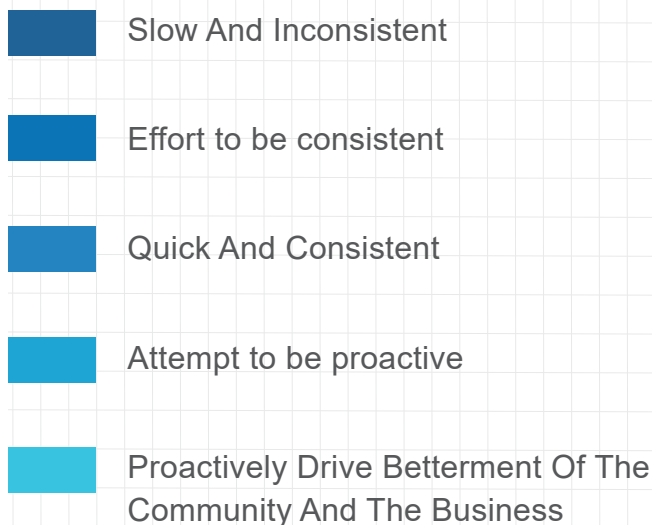 Slow And Inconsistent
Effort to be consistent
Quick And Consistent
Attempt to be proactive
Proactively Drive Betterment Of The
Community And The Business